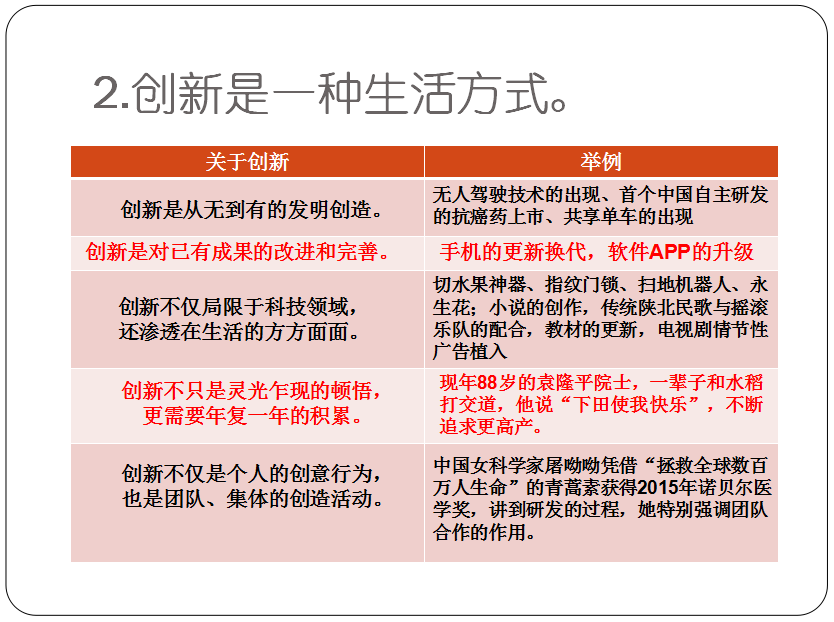 2.创新是一种生活方式。
关于创新
举例
创新是从无到有的发明创造。
无人驾驶技术的出现、首个中国自主研发
的抗癌药上市、共享单车的出现
创新是对已有成果的改进和完善。
手机的更新换代，软件APP的升级
创新不仅局限于科技领域，
还渗透在生活的方方面面。
切水果神器、指纹门锁、扫地机器人、永
生花；小说的创作，传统陕北民歌与摇滚
乐队的配合，教材的更新，电视剧情节性
广告植入
创新不只是灵光乍现的顿悟，
更需要年复一年的积累。
现年88岁的袁隆平院士，一辈子和水稻
打交道，他说“下田使我快乐”，不断
追求更高产。
创新不仅是个人的创意行为，
也是团队、集体的创造活动。
中国女科学家屠呦呦凭借“拯救全球数百
万人生命”的青蒿素获得2015年诺贝尔医
学奖，讲到研发的过程，她特别强调团队
合作的作用。